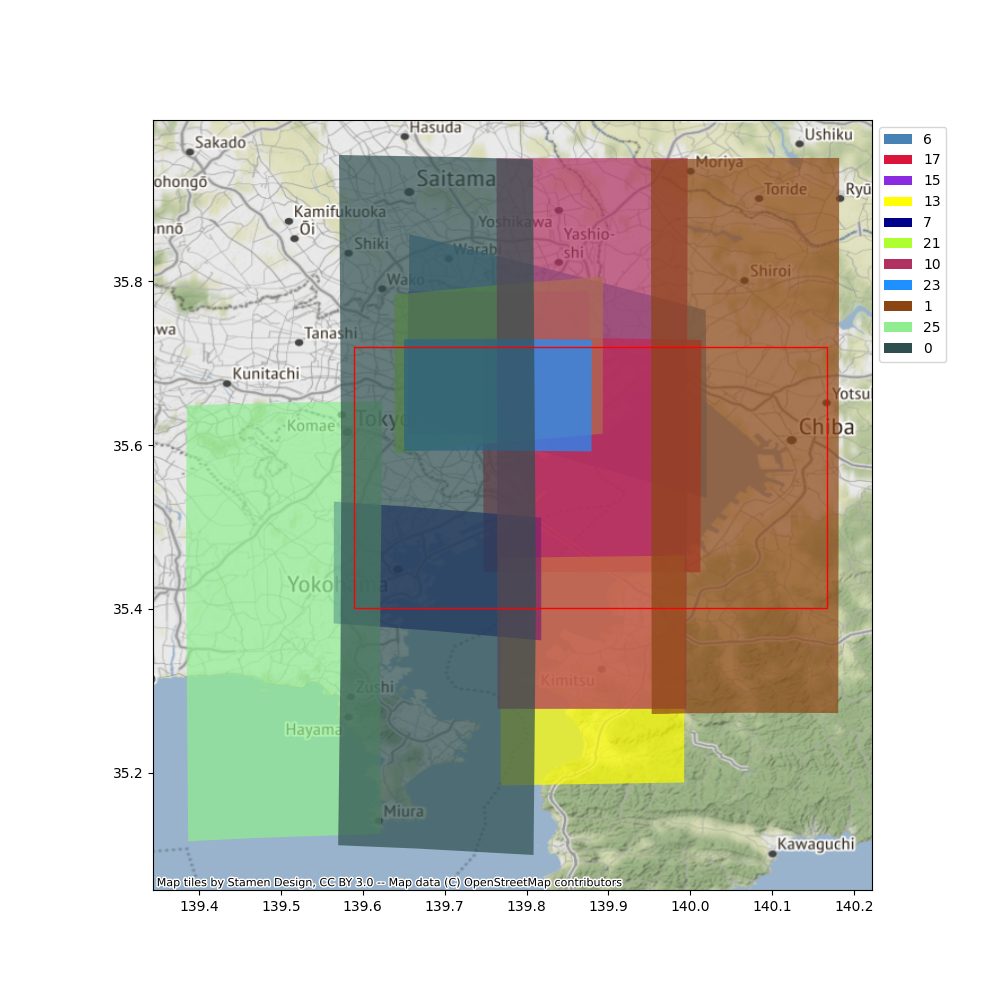 Hasuda
Ushiku
Sakado
Moriya
ohongō
Saitama
Toride
Ryū
Kamifukuoka
Ōi
annō
Yoshikawa
Yashio-
shi
Shiki
Warabi
Wako
Shiroi
wa
Tanashi
Kunitachi
Yotsu
Komae
Tokyo
Chiba
Yokohama
Kimitsu
Zushi
Hayama
Miura
Kawaguchi
Map tiles by Stamen Design, CC BY 3.0 -- Map data (C) OpenStreetMap contributors
35.8
35.6
35.4
35.2
139.4 139.5 139.6 139.7 139.8 139.9 140.0 140.1 140.2
6
17
15
13
7
21
10
23
1
25
0